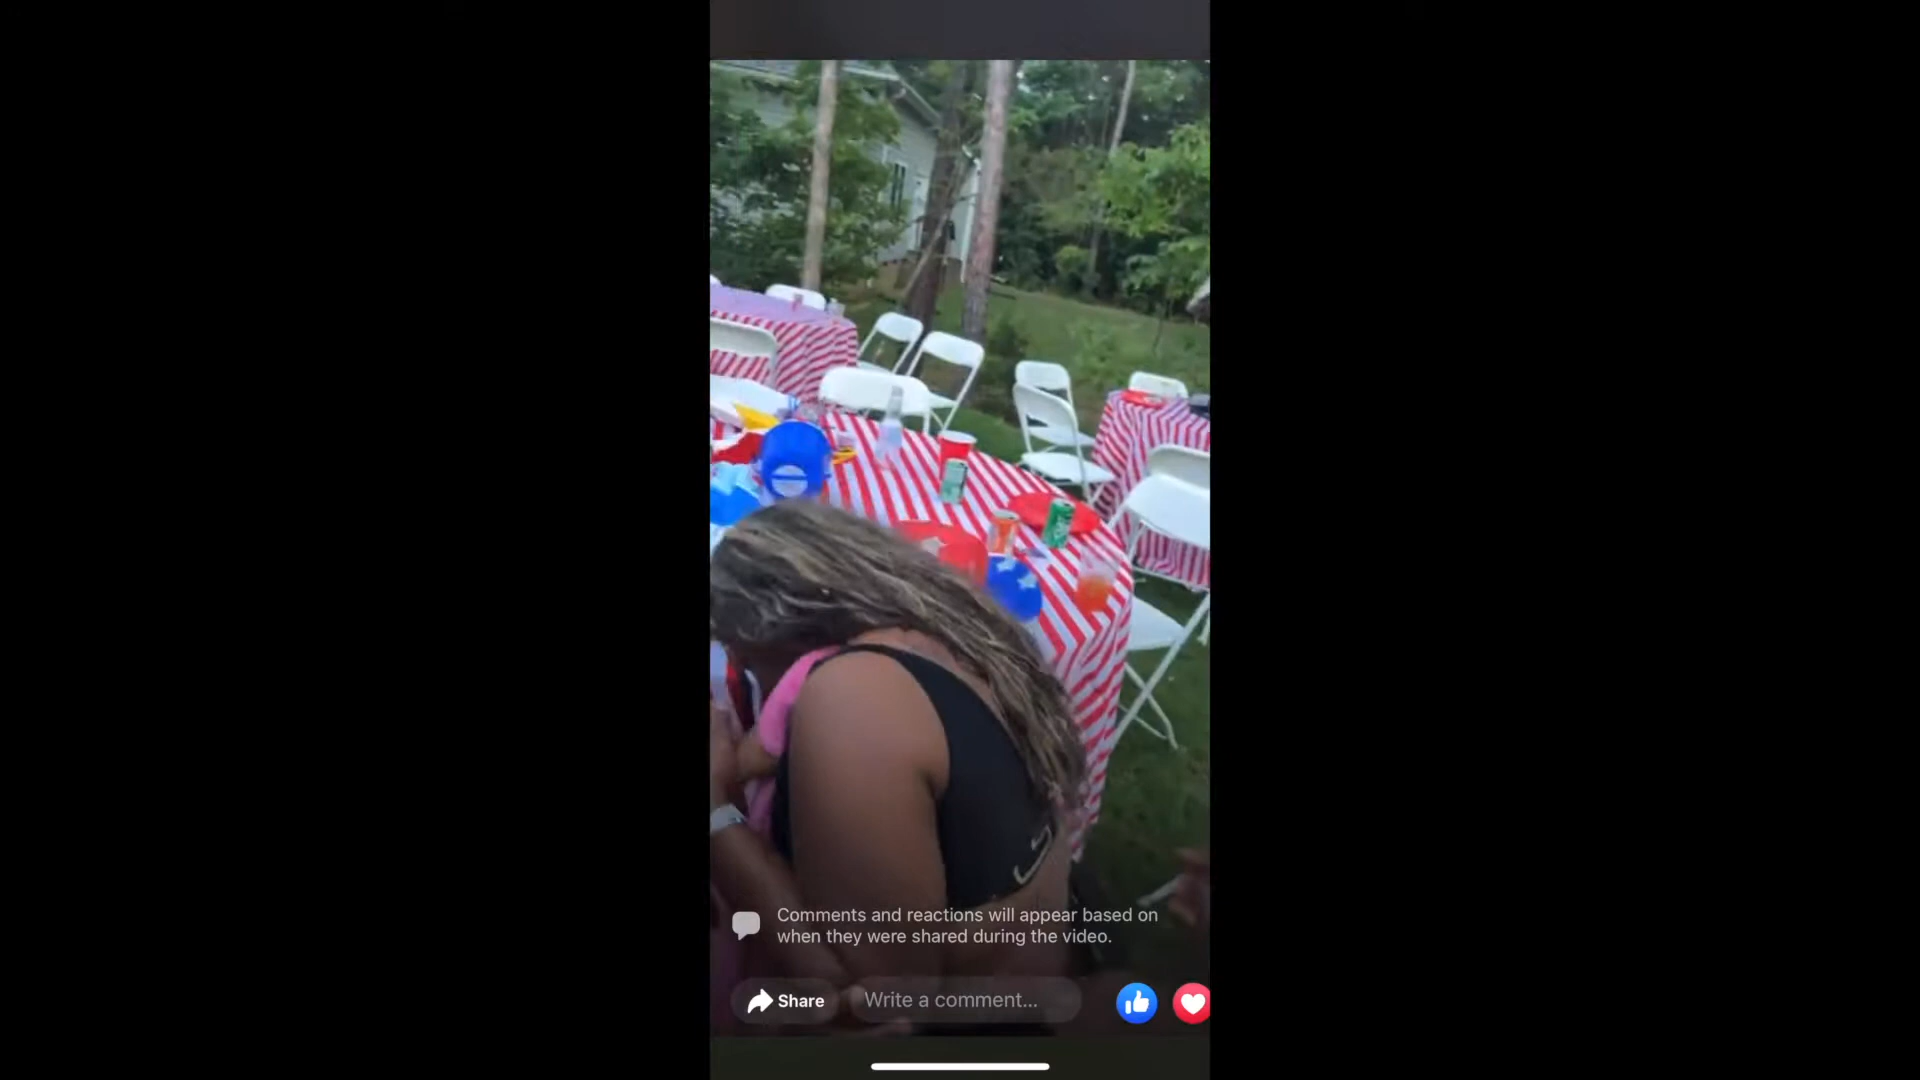 Comments and reactions will appear based on
when they were shared during the video.
Share
Write a comment...